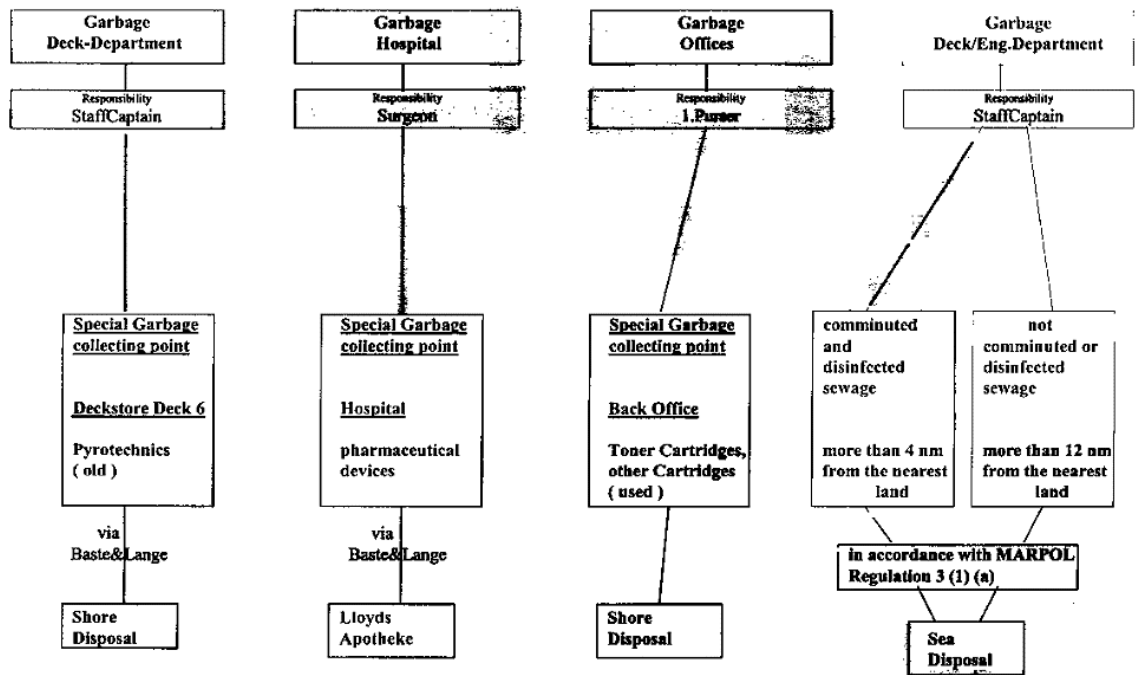 Garbage
Deck-Department
Responsibility
StaffCaptain
Special Garbage
collecting point
Deckstore Deck 6
Pyrotechnics
( old )
via
Baste&Lange
Shore
Disposal
Garbage
Hospital
Responsibility
Surgeon
Special Garbage
collecting point
Hospital
pharmaceutical
devices
via
Baste&Lange
Lloyds
Apotheke
Garbage
Offices
Responsibility
1.Purser
Special Garbage
collecting point
Back Office
Toner Cartridges,
other Cartridges
( used )
Shore
Disposal
Garbage
Deck/Eng.Department
Responsibility
StaffCaptain
comminuted
and
disinfected
sewage
more than 4 nm
from the nearest
land
not
comminuted or
disinfected
sewage
more than 12 nm
from the nearest
land
in accordance with MARPOL
Regulation 3 (1) (a)
Sea
Disposal